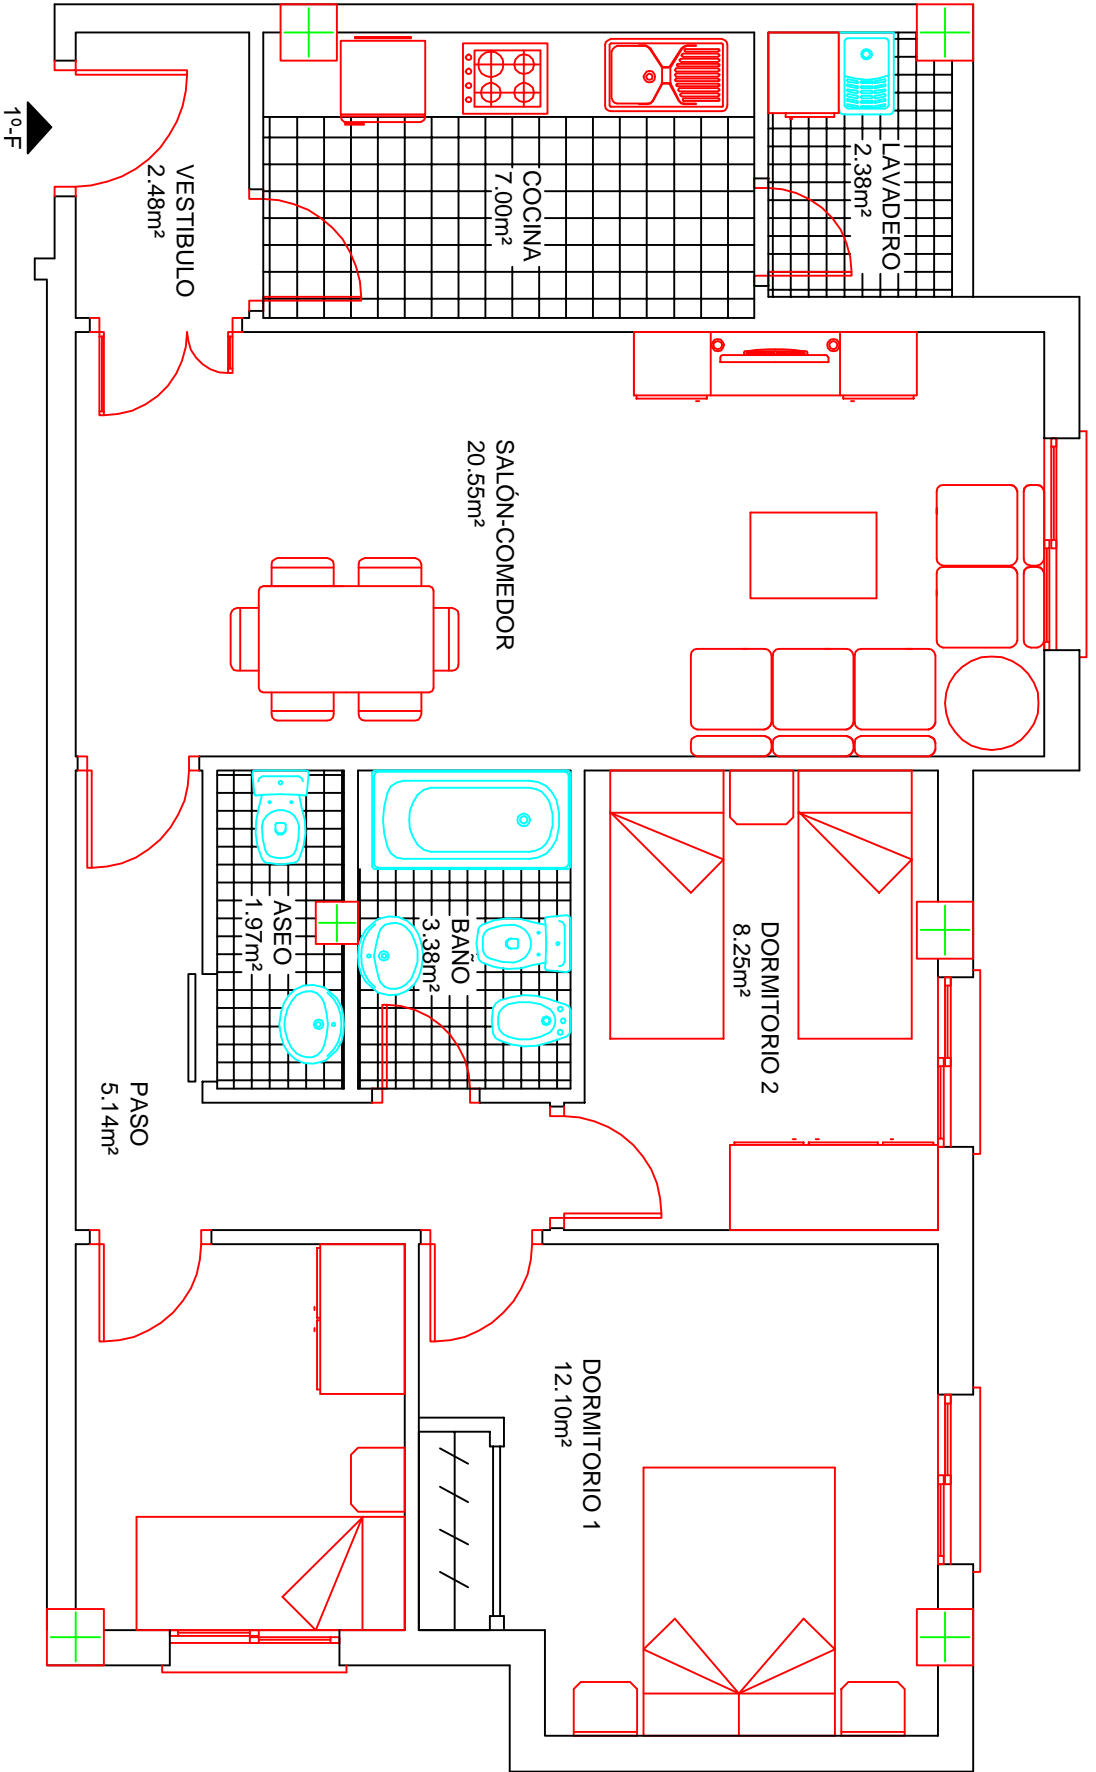 1º-F
VESTIBULO
2.48m²
COCINA
7.00m²
LAVADERO
2.38m²
SALÓN-COMEDOR
20.55m²
ASEO
1.97m²
BAÑO
3.38m²
DORMITORIO 2
8.25m²
PASO
5.14m²
DORMITORIO 1
12.10m²